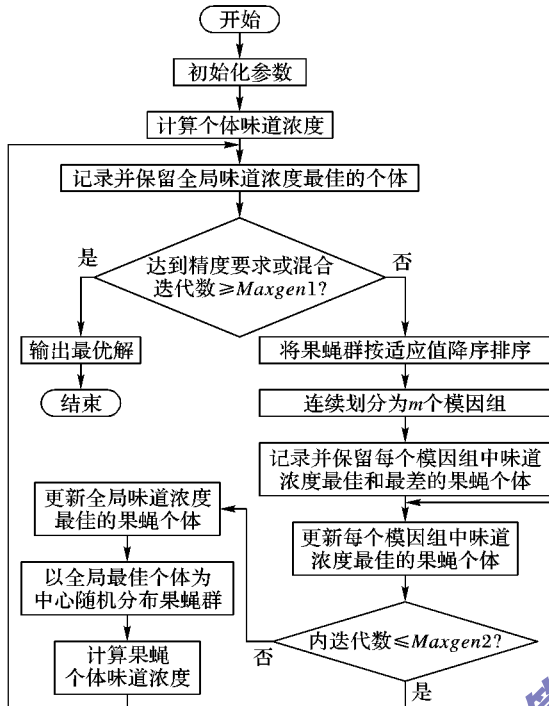 开始
初始化参数
计算个体味道浓度
记录并保留全局味道浓度最佳的个体
达到精度要求或混合
迭代数≥Maxgen1?
是
否
输出最优解
结束
将果蝇群按适应值降序排序
连续划分为m个模因组
记录并保留每个模因组中味道
浓度最佳和最差的果蝇个体
更新每个模因组中味道
浓度最佳的果蝇个体
内迭代数≤Maxgen2?
否
是
更新全局味道浓度
最佳的果蝇个体
以全局最佳个体为
中心随机分布果蝇群
计算果蝇
个体味道浓度